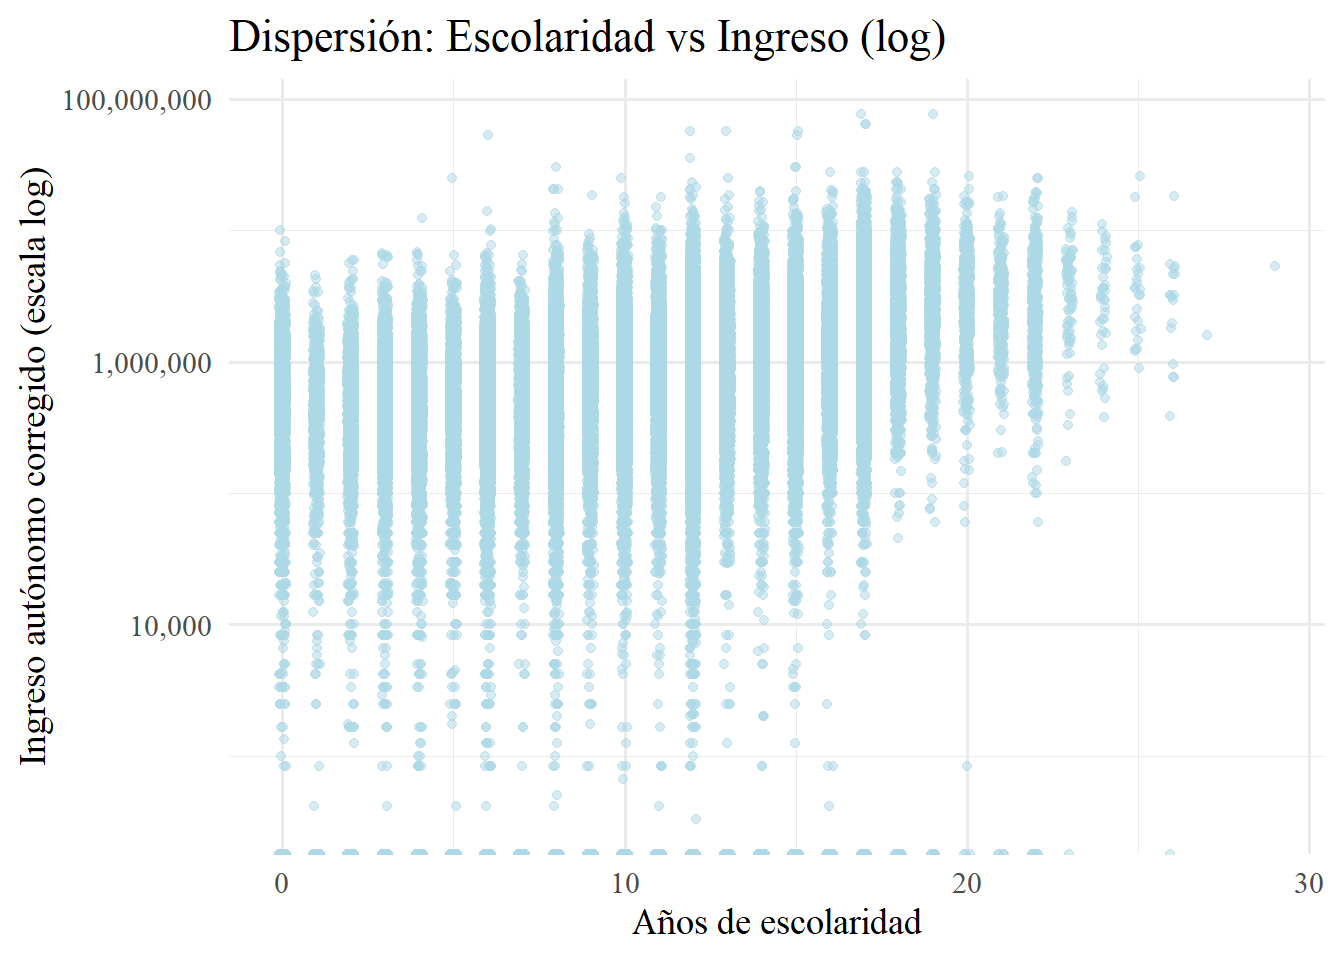 Dispersión: Escolaridad vs Ingreso (log)
Ingreso autónomo corregido (escala log)
100,000,000
1,000,000
10,000
0
10
20
30
Años de escolaridad